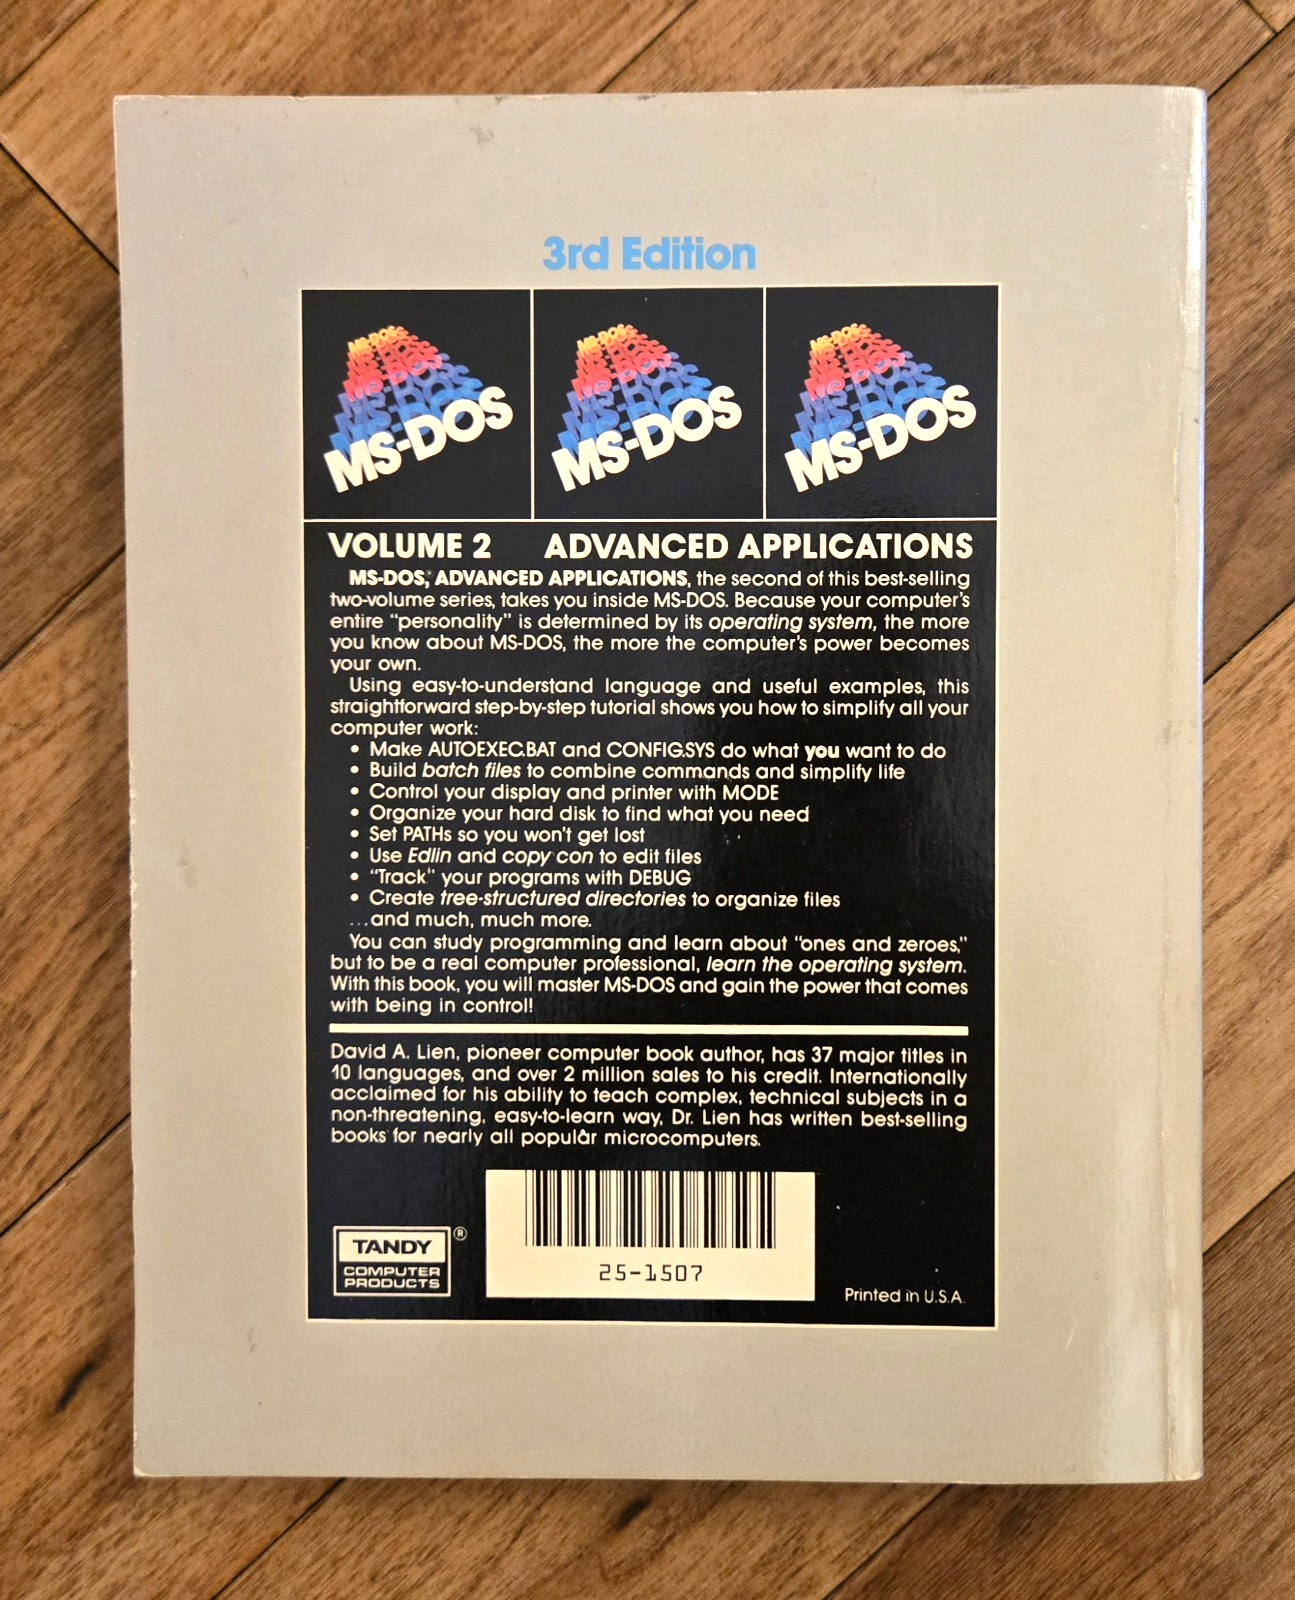 3rd Edition
MS-DOS MS-DOS MS-DOS
VOLUME 2 ADVANCED APPLICATIONS
MS-DOS, ADVANCED APPLICATIONS, the second of this best-selling
two-volume series, takes you inside MS-DOS. Because your computer's
entire "personality" is determined by its operating system, the more
you know about MS-DOS, the more the computer's power becomes
your own.
Using easy-to-understand language and useful examples, this
straightforward step-by-step tutorial shows you how to simplify all your
computer work:
• Make AUTOEXEC.BAT and CONFIG.SYS do what you want to do
• Build batch files to combine commands and simplify life
• Control your display and printer with MODE
• Organize your hard disk to find what you need
• Set PATHs so you won't get lost
• Use Edlin and copy con to edit files
• "Track" your programs with DEBUG
• Create tree-structured directories to organize files
...and much, much more.
You can study programming and learn about "ones and zeroes,"
but to be a real computer professional, learn the operating system.
With this book, you will master MS-DOS and gain the power that comes
with being in control!
David A. Lien, pioneer computer book author, has 37 major titles in
10 languages, and over 2 million sales to his credit. Internationally
acclaimed for his ability to teach complex, technical subjects in a
non-threatening, easy-to-learn way, Dr. Lien has written best-selling
books for nearly all popular microcomputers.
TANDY ®
COMPUTER
PRODUCTS
25-1507
Printed in U.S.A.